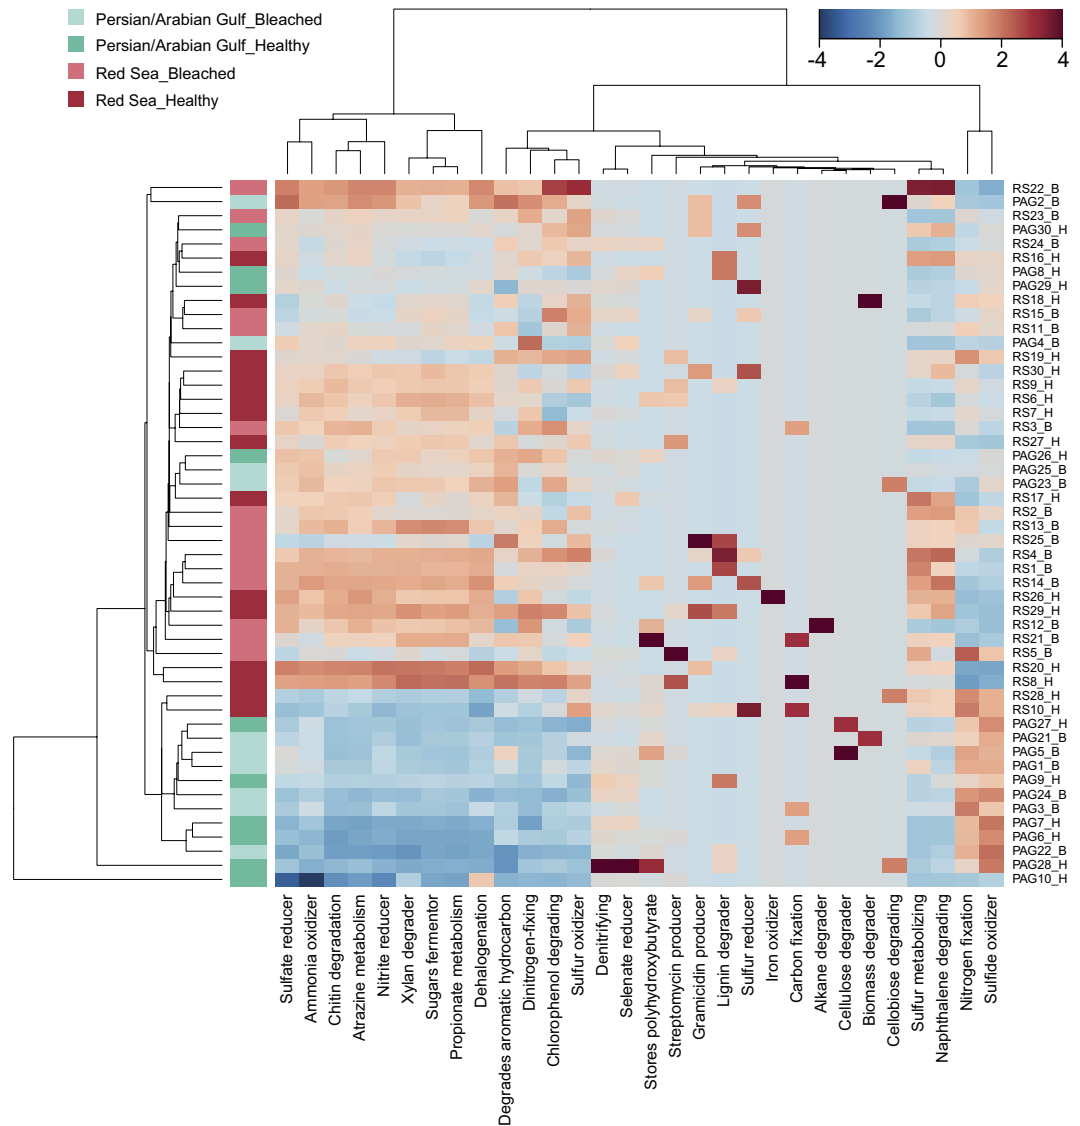 Persian/Arabian Gulf_Bleached
Persian/Arabian Gulf_Healthy
Red Sea_Bleached
Red Sea_Healthy
-4 -2 0 2 4
RS22_B
PAG2_B
RS23_B
PAG30_H
RS24_B
RS16_H
PAG8_H
PAG29_H
RS18_H
RS15_B
RS11_B
PAG4_B
RS19_H
RS30_H
RS9_H
RS6_H
RS7_H
RS3_B
RS27_H
PAG26_H
PAG25_B
PAG23_B
RS17_H
RS2_B
RS13_B
RS25_B
RS4_B
RS1_B
RS14_B
RS26_H
RS29_H
RS12_B
RS21_B
RS5_B
RS20_H
RS8_H
RS28_H
RS10_H
PAG27_H
PAG21_B
PAG5_B
PAG1_B
PAG9_H
PAG24_B
PAG3_B
PAG7_H
PAG6_H
PAG22_B
PAG28_H
PAG10_H
Sulfate reducer
Ammonia oxidizer
Chitin degradation
Atrazine metabolism
Nitrite reducer
Xylan degrader
Sugars fermentor
Propionate metabolism
Dehalogenation
Degrades aromatic hydrocarbon
Dinitrogen-fixing
Chlorophenol degrading
Sulfur oxidizer
Denitrifying
Selenate reducer
Stores polyhydroxybutyrate
Streptomycin producer
Gramicidin producer
Lignin degrader
Sulfur reducer
Iron oxidizer
Carbon fixation
Alkane degrader
Cellulose degrader
Biomass degrader
Cellobiose degrading
Sulfur metabolizing
Naphthalene degrading
Nitrogen fixation
Sulfide oxidizer